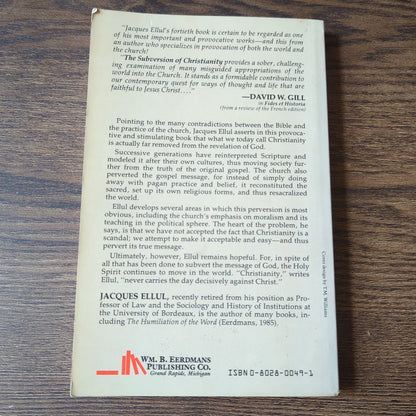 "Jacques Ellul's fortieth book is certain to be regarded as one
of his most important and provocative works—and this from
an author who specializes in provocation of both the world and
the church!
"The Subversion of Christianity provides a sober, challeng-
ing examination of many misguided appropriations of the
world into the Church. It stands as a formidable contribution to
our contemporary quest for ways of thought and life that are
faithful to Jesus Christ...."
—DAVID W. GILL
in Fides et Historia
(from a review of the French edition)
Pointing to the many contradictions between the Bible and
the practice of the church, Jacques Ellul asserts in this provoca-
tive and stimulating book that what we today call Christianity
is actually far removed from the revelation of God.
Successive generations have reinterpreted Scripture and
modeled it after their own cultures, thus moving society fur-
ther from the truth of the original gospel. The church also
perverted the gospel message, for instead of simply doing
away with pagan practice and belief, it reconstituted the
sacred, set up its own religious forms, and thus resacralized
the world.
Ellul develops several areas in which this perversion is most
obvious, including the church's emphasis on moralism and its
teaching in the political sphere. The heart of the problem, he
says, is that we have not accepted the fact that Christianity is a
scandal; we attempt to make it acceptable and easy—and thus
pervert its true message.
Ultimately, however, Ellul remains hopeful. For, in spite of
all that has been done to subvert the message of God, the Holy
Spirit continues to move in the world. "Christianity," writes
Ellul, "never carries the day decisively against Christ."
JACQUES ELLUL, recently retired from his position as Pro-
fessor of Law and the Sociology and History of Institutions at
the University of Bordeaux, is the author of many books, in-
cluding The Humiliation of the Word (Eerdmans, 1985).
Cover design by T.M. Williams
WM. B. EERDMANS
PUBLISHING CO.
Grand Rapids, Michigan
ISBN 0-8028-0049-1